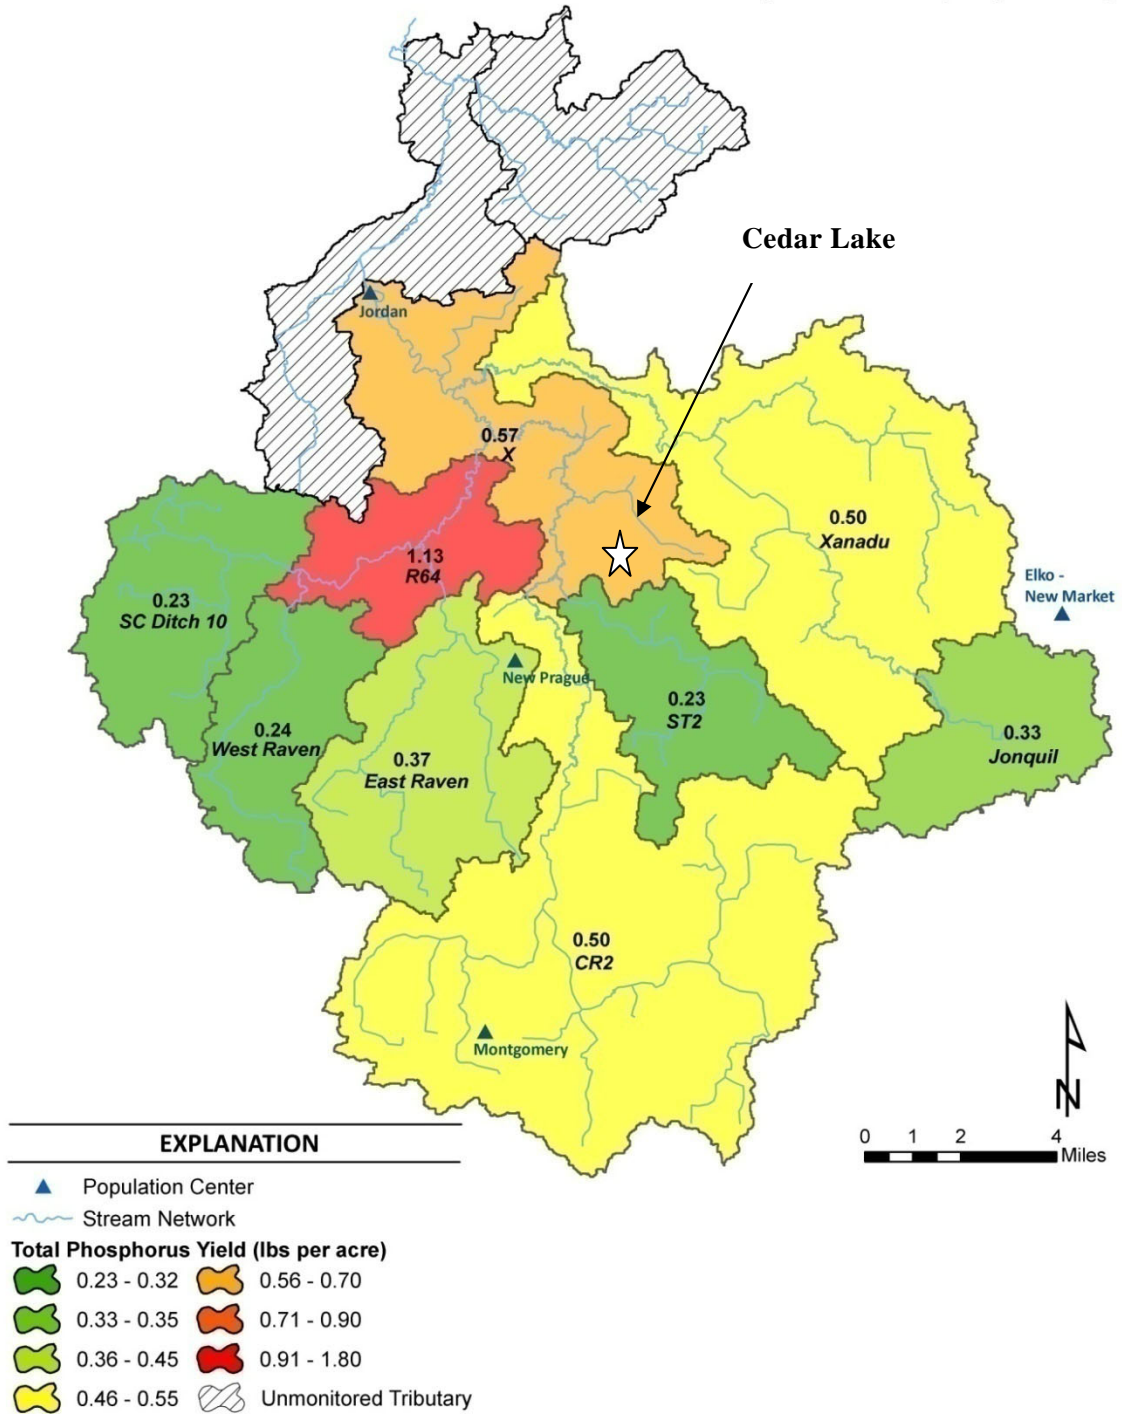 Cedar Lake
Jordan
0.57
X
0.50
Xanadu
1.13
R64
Elko -
New Market
0.23
SC Ditch 10
New Prague
0.23
ST2
0.24
West Raven
0.33
Jonquil
0.37
East Raven
0.50
CR2
Montgomery
N
0 1 2 4
Miles
EXPLANATION
Population Center
Stream Network
Total Phosphorus Yield (lbs per acre)
0.23 - 0.32 0.56 - 0.70
0.33 - 0.35 0.71 - 0.90
0.36 - 0.45 0.91 - 1.80
0.46 - 0.55 Unmonitored Tributary